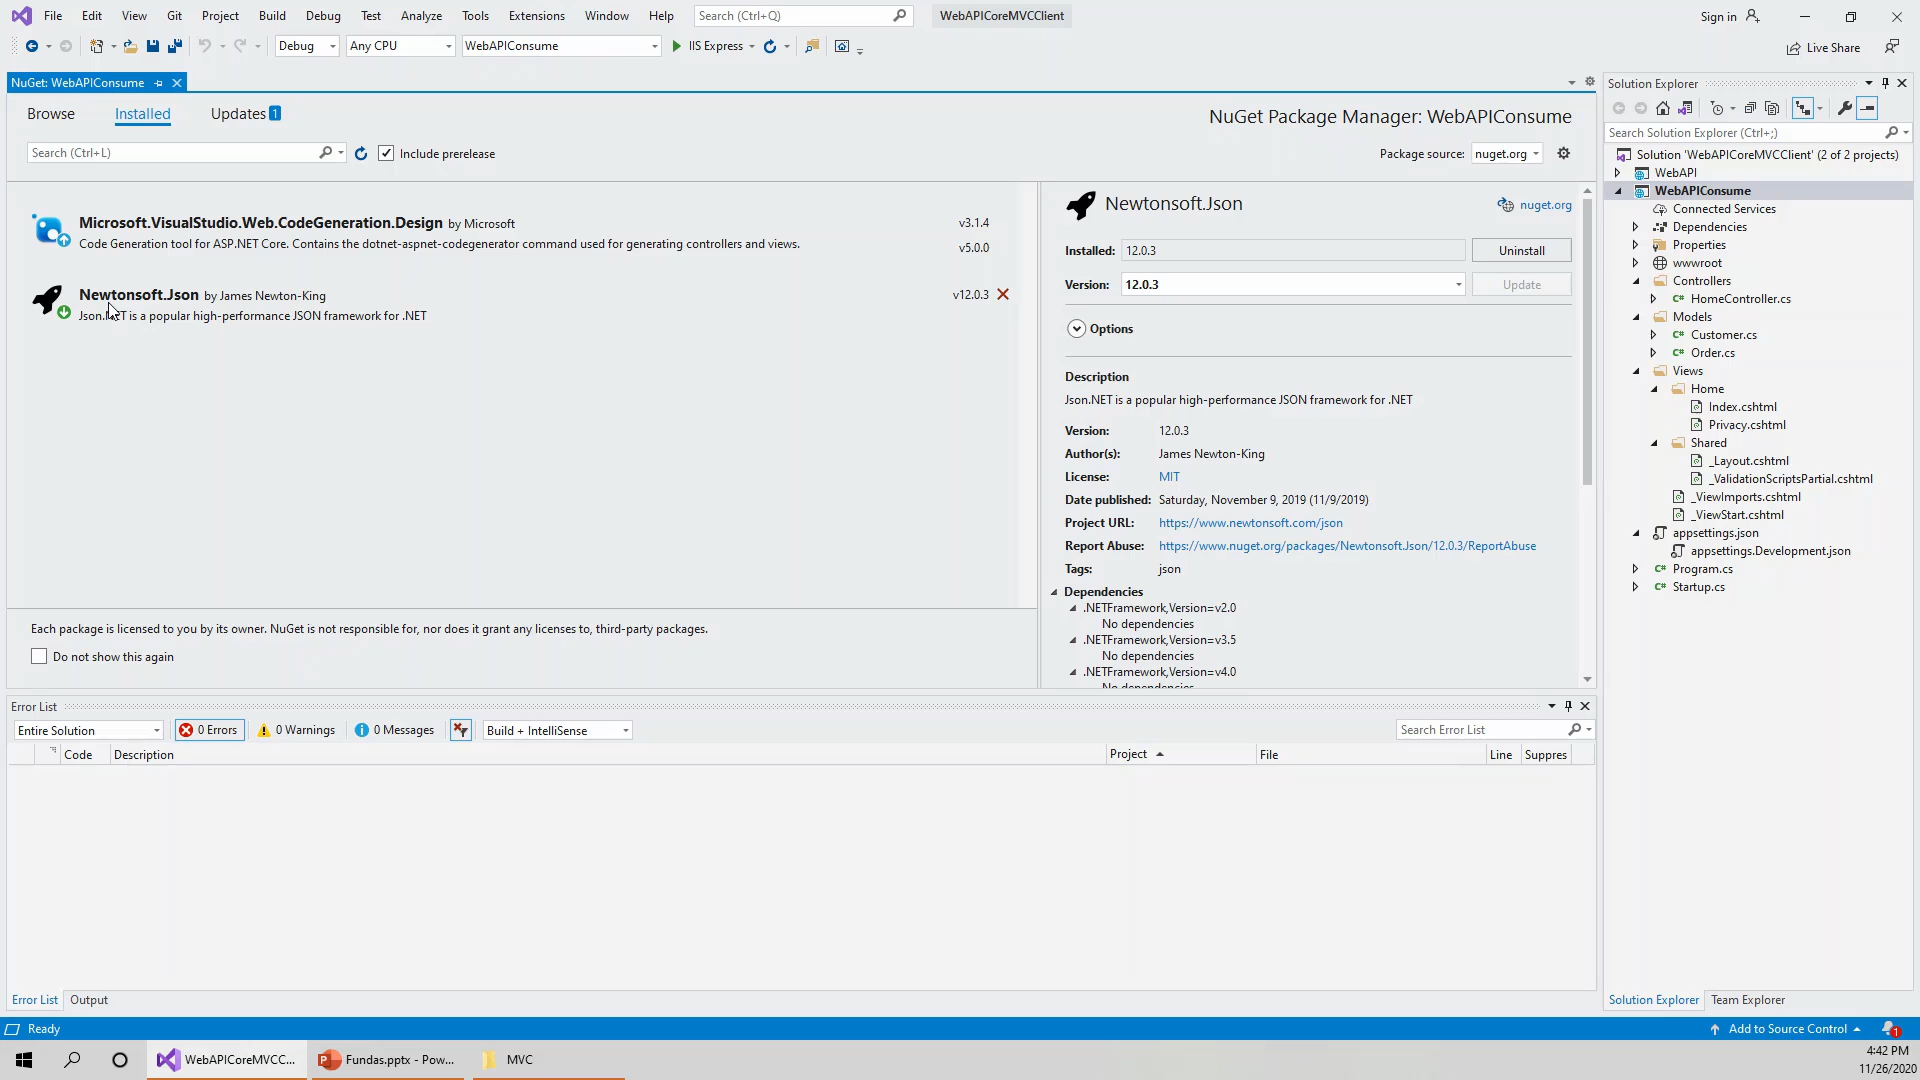 File Edit View Git Project Build Debug Test Analyze Tools Extensions Window Help Search (Ctrl+Q) WebAPICoreMVCClient Sign in
Debug Any CPU WebAPIConsume IIS Express Live Share
NuGet: WebAPIConsume
Browse Installed Updates 1
NuGet Package Manager: WebAPIConsume
Search (Ctrl+L) Include prerelease Package source: nuget.org
Microsoft.VisualStudio.Web.CodeGeneration.Design by Microsoft v3.1.4
Code Generation tool for ASP.NET Core. Contains the dotnet-aspnet-codegenerator command used for generating controllers and views. v5.0.0
Newtonsoft.Json by James Newton-King v12.0.3
Json.NET is a popular high-performance JSON framework for .NET
Each package is licensed to you by its owner. NuGet is not responsible for, nor does it grant any licenses to, third-party packages.
Do not show this again
Newtonsoft.Json nuget.org
Installed: 12.0.3 Uninstall
Version: 12.0.3 Update
Options
Description
Json.NET is a popular high-performance JSON framework for .NET
Version: 12.0.3
Author(s): James Newton-King
License: MIT
Date published: Saturday, November 9, 2019 (11/9/2019)
Project URL: https://www.newtonsoft.com/json
Report Abuse: https://www.nuget.org/packages/Newtonsoft.Json/12.0.3/ReportAbuse
Tags: json
Dependencies
.NETFramework,Version=v2.0
No dependencies
.NETFramework,Version=v3.5
No dependencies
.NETFramework,Version=v4.0
No dependencies
Solution Explorer
Search Solution Explorer (Ctrl+;)
Solution 'WebAPICoreMVCClient' (2 of 2 projects)
WebAPI
WebAPIConsume
Connected Services
Dependencies
Properties
wwwroot
Controllers
C# HomeController.cs
Models
C# Customer.cs
C# Order.cs
Views
Home
Index.cshtml
Privacy.cshtml
Shared
_Layout.cshtml
_ValidationScriptsPartial.cshtml
_ViewImports.cshtml
_ViewStart.cshtml
appsettings.json
appsettings.Development.json
C# Program.cs
C# Startup.cs
Error List
Entire Solution 0 Errors 0 Warnings 0 Messages Build + IntelliSense Search Error List
Code Description Project File Line Suppres
Error List Output
Solution Explorer Team Explorer
Ready Add to Source Control 1
WebAPICoreMVCC... Fundas.pptx - Pow... MVC
4:42 PM
11/26/2020